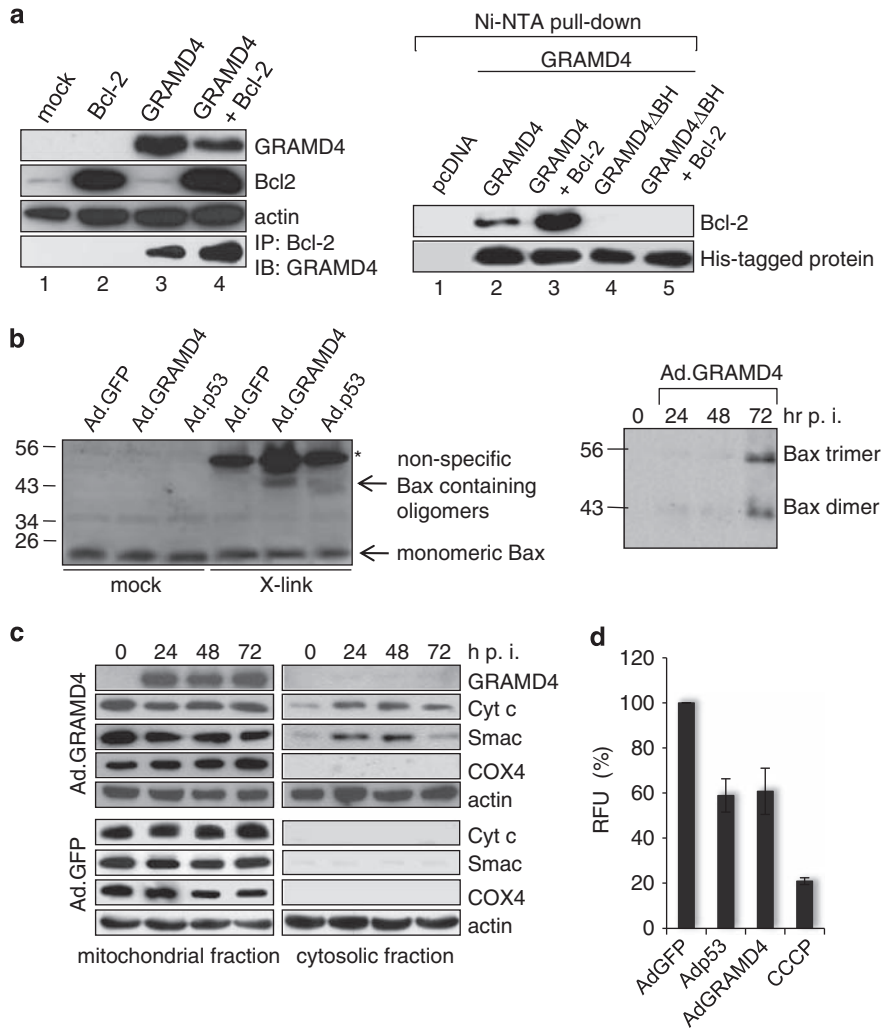 a
mock
Bcl-2
GRAMD4
GRAMD4
+ Bcl-2
GRAMD4
Bcl2
actin
IP: Bcl-2
IB: GRAMD4
1 2 3 4
Ni-NTA pull-down
GRAMD4
pcDNA
GRAMD4
GRAMD4
+ Bcl-2
GRAMD4ΔBH
GRAMD4ΔBH
+ Bcl-2
Bcl-2
His-tagged protein
1 2 3 4 5
b
Ad.GFP
Ad.GRAMD4
Ad.p53
Ad.GFP
Ad.GRAMD4
Ad.p53
56
43
34
26
* non-specific
Bax containing
oligomers
monomeric Bax
mock X-link
Ad.GRAMD4
0 24 48 72 hr p. i.
56
43
Bax trimer
Bax dimer
c
0 24 48 72 0 24 48 72 h p. i.
Ad.GRAMD4
GRAMD4
Cyt c
Smac
COX4
actin
Ad.GFP
Cyt c
Smac
COX4
actin
mitochondrial fraction cytosolic fraction
d
RFU (%)
120
100
80
60
40
20
0
AdGFP
Adp53
AdGRAMD4
CCCP